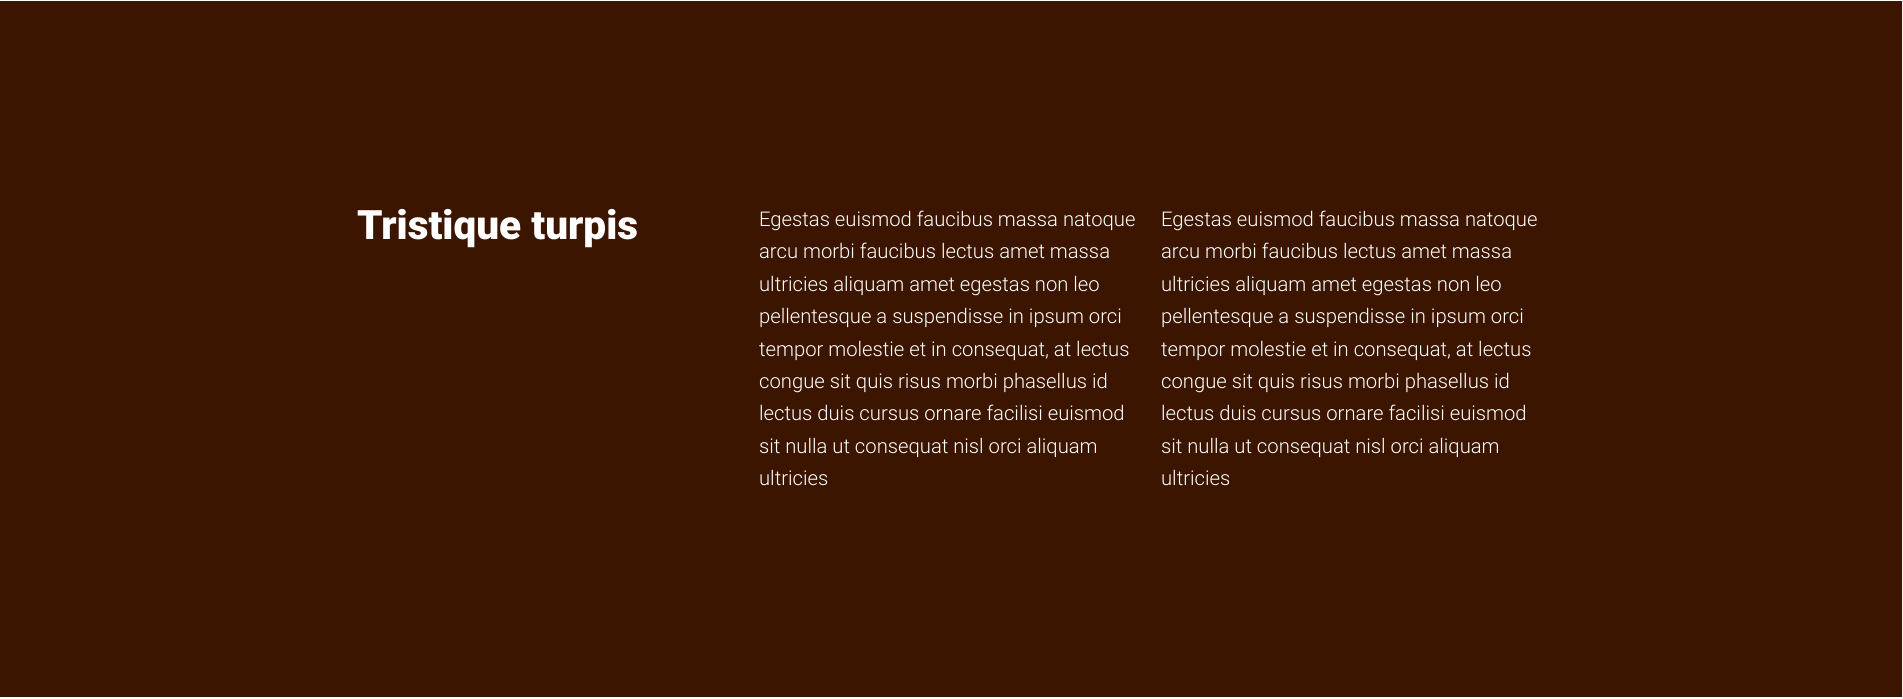 Tristique turpis
Egestas euismod faucibus massa natoque
arcu morbi faucibus lectus amet massa
ultricies aliquam amet egestas non leo
pellentesque a suspendisse in ipsum orci
tempor molestie et in consequat, at lectus
congue sit quis risus morbi phasellus id
lectus duis cursus ornare facilisi euismod
sit nulla ut consequat nisl orci aliquam
ultricies
Egestas euismod faucibus massa natoque
arcu morbi faucibus lectus amet massa
ultricies aliquam amet egestas non leo
pellentesque a suspendisse in ipsum orci
tempor molestie et in consequat, at lectus
congue sit quis risus morbi phasellus id
lectus duis cursus ornare facilisi euismod
sit nulla ut consequat nisl orci aliquam
ultricies